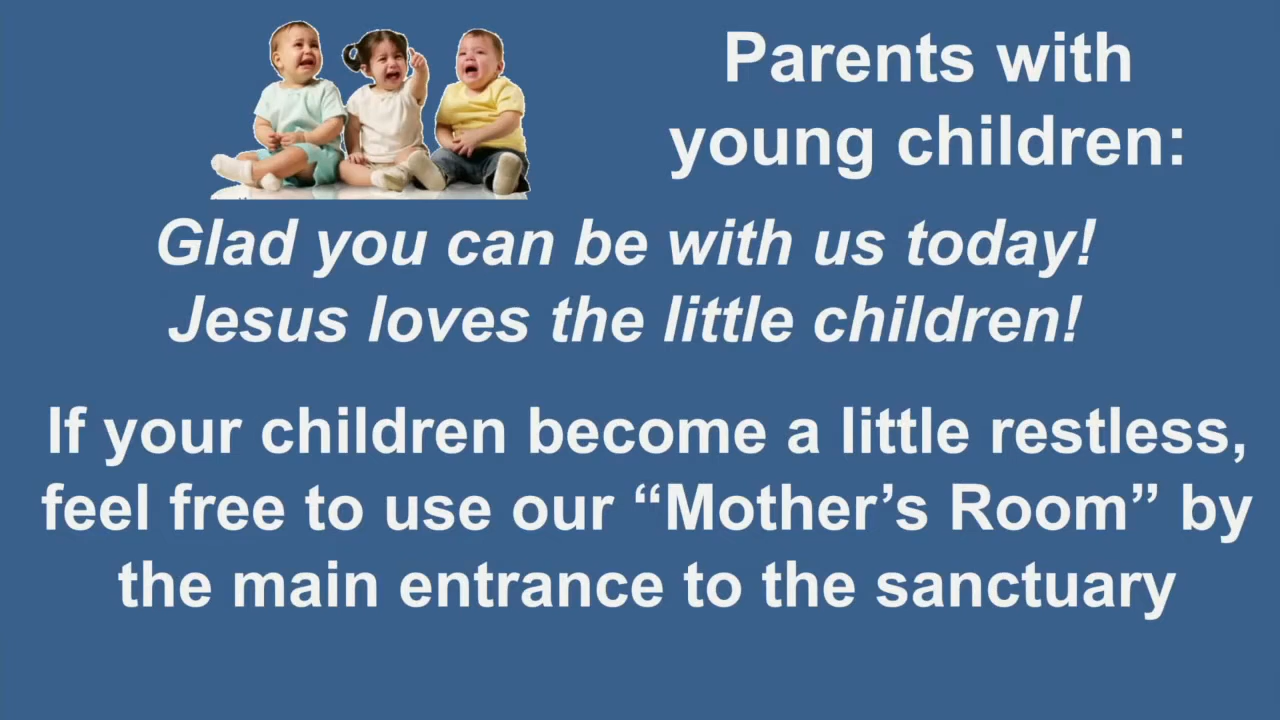 Parents with
young children:
Glad you can be with us today!
Jesus loves the little children!
If your children become a little restless,
feel free to use our “Mother’s Room” by
the main entrance to the sanctuary